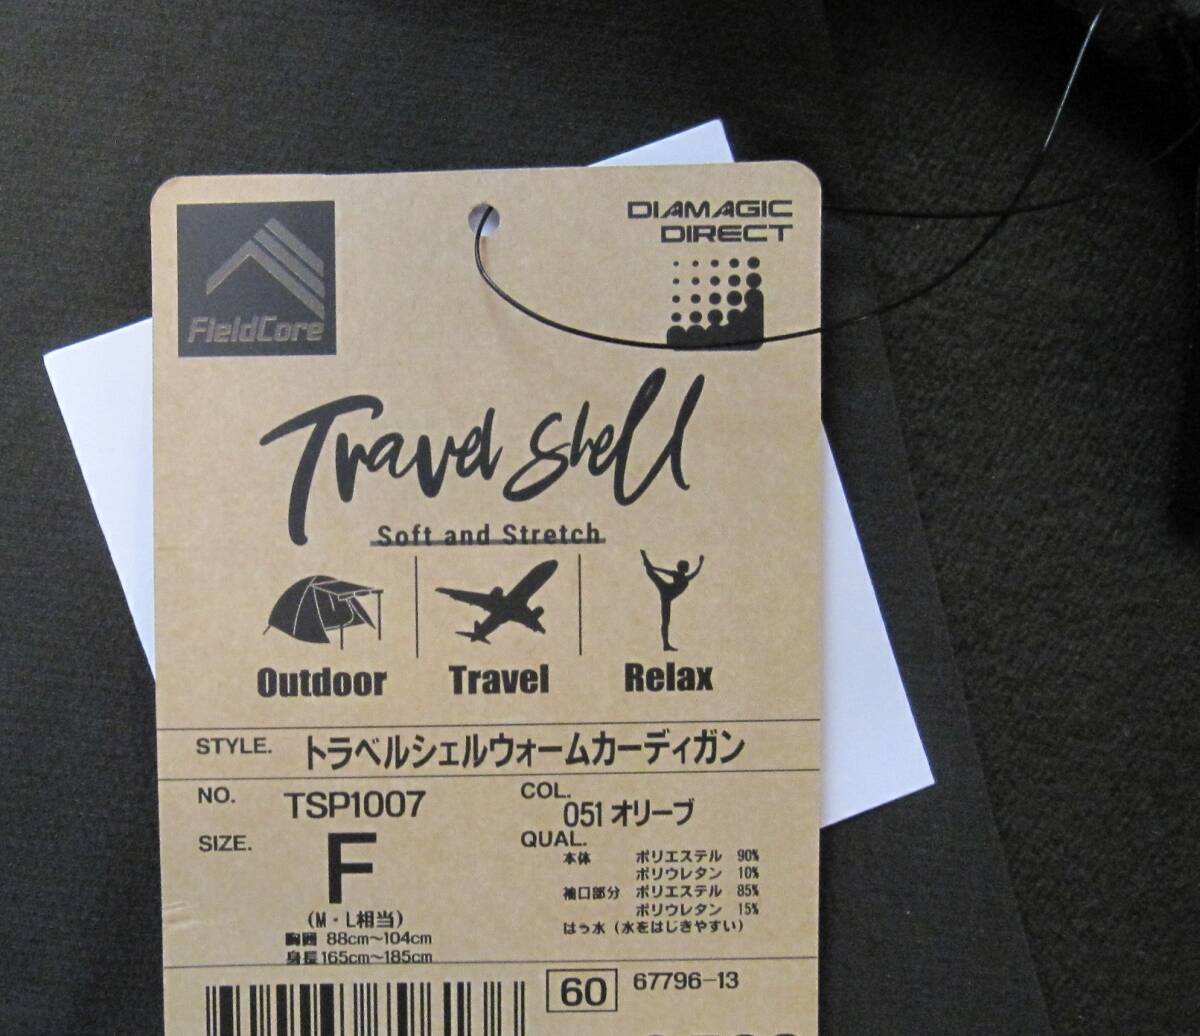 FieldCore
DIAMAGIC
DIRECT
Travel Shell
Soft and Stretch
Outdoor Travel Relax
STYLE. トラベルシェルウォームカーディガン
NO. TSP1007
COL. 051 オリーブ
SIZE. F
(M・L相当)
胸囲 88cm~104cm
身長 165cm~185cm
QUAL.
本体 ポリエステル 90%
ポリウレタン 10%
袖口部分 ポリエステル 85%
ポリウレタン 15%
はっ水(水をはじきやすい)
60 67796-13